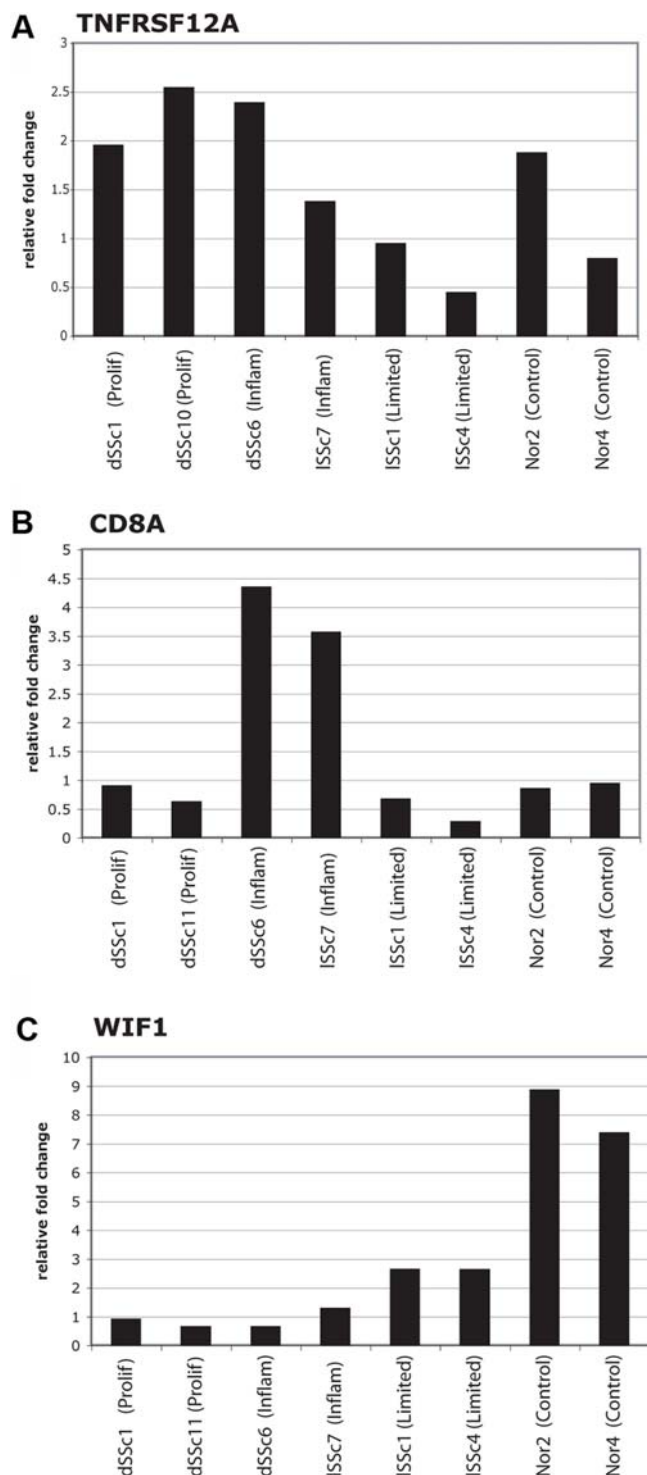 A TNFRSF12A
relative fold change
3
2.5
2
1.5
1
0.5
0
dSSc1 (Prolif)
dSSc10 (Prolif)
dSSc6 (Inflam)
lSSc7 (Inflam)
lSSc1 (Limited)
lSSc4 (Limited)
Nor2 (Control)
Nor4 (Control)
B CD8A
relative fold change
5
4.5
4
3.5
3
2.5
2
1.5
1
0.5
0
dSSc1 (Prolif)
dSSc11 (Prolif)
dSSc6 (Inflam)
lSSc7 (Inflam)
lSSc1 (Limited)
lSSc4 (Limited)
Nor2 (Control)
Nor4 (Control)
C WIF1
relative fold change
10
9
8
7
6
5
4
3
2
1
0
dSSc1 (Prolif)
dSSc11 (Prolif)
dSSc6 (Inflam)
lSSc7 (Inflam)
lSSc1 (Limited)
lSSc4 (Limited)
Nor2 (Control)
Nor4 (Control)